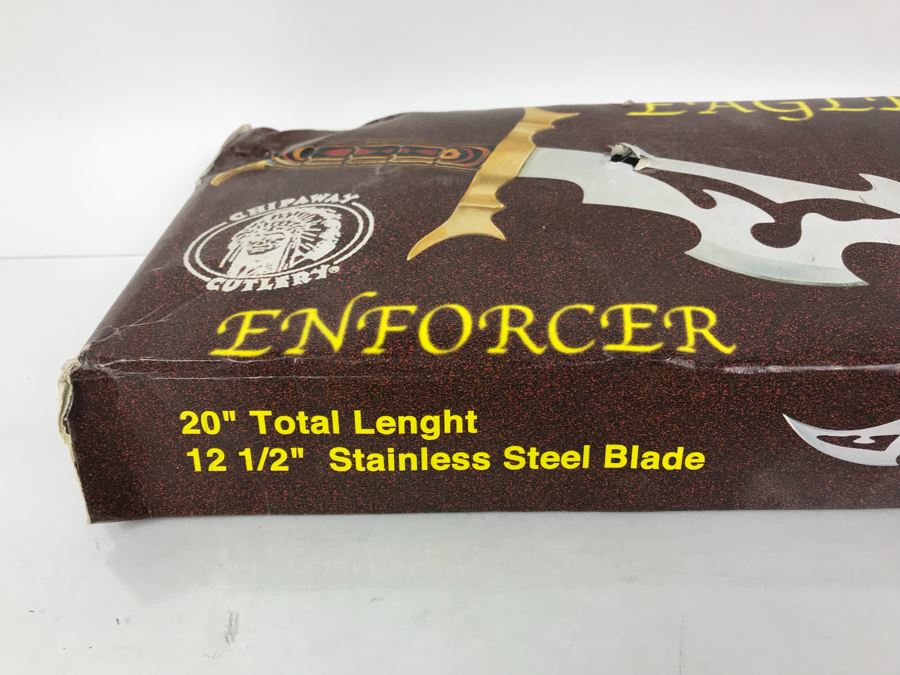 EAGLE
CHIPAWAY
CUTLERY®
ENFORCER
20" Total Lenght
12 1/2" Stainless Steel Blade